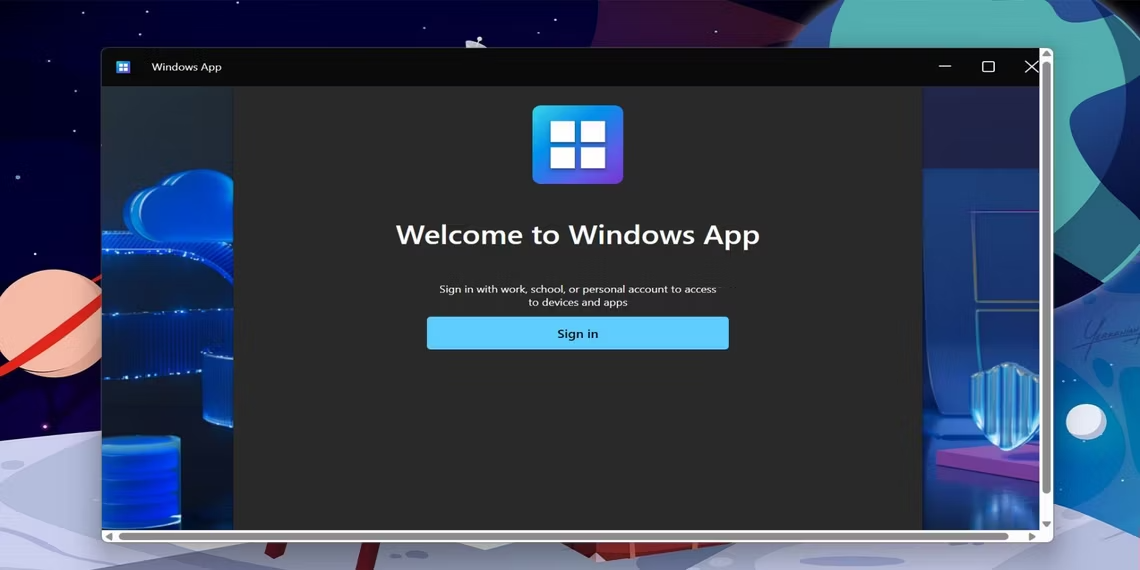 Windows App
Welcome to Windows App
Sign in with work, school, or personal account to access
to devices and apps
Sign in